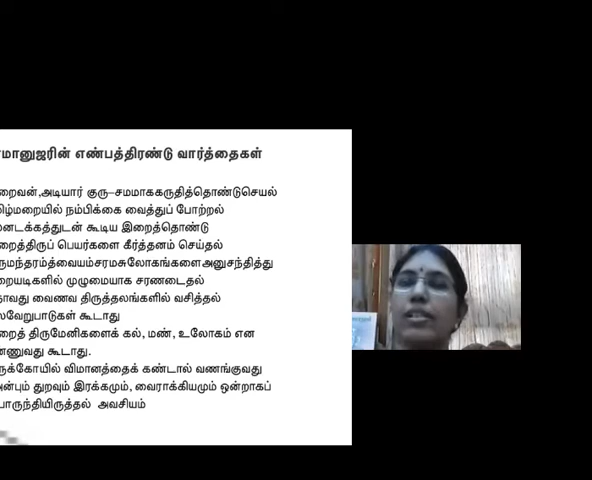 மானுஜரின் எண்பத்திரண்டு வார்த்தைகள்
றைவன்,அடியார் குரு–சமமாககருதித்தொண்டுசெயல்
ிழ்மறையில் நம்பிக்கை வைத்துப் போற்றல்
னடக்கத்துடன் கூடிய இறைத்தொண்டு
றைத்திருப் பெயர்களை கீர்த்தனம் செய்தல்
ருமந்தரம்த்வையம்சரமசுலோகங்களைஅனுசந்தித்து
றையடிகளில் முழுமையாக சரணடைதல்
தாவது வைணவ திருத்தலங்களில் வசித்தல்
லவேறுபாடுகள் கூடாது
றைத் திருமேனிகளைக் கல், மண், உலோகம் என
ண்ணுவது கூடாது.
ருக்கோயில் விமானத்தைக் கண்டால் வணங்குவது
அன்பும் துறவும் இரக்கமும், வைராக்கியமும் ஒன்றாகப்
பொருந்தியிருத்தல் அவசியம்